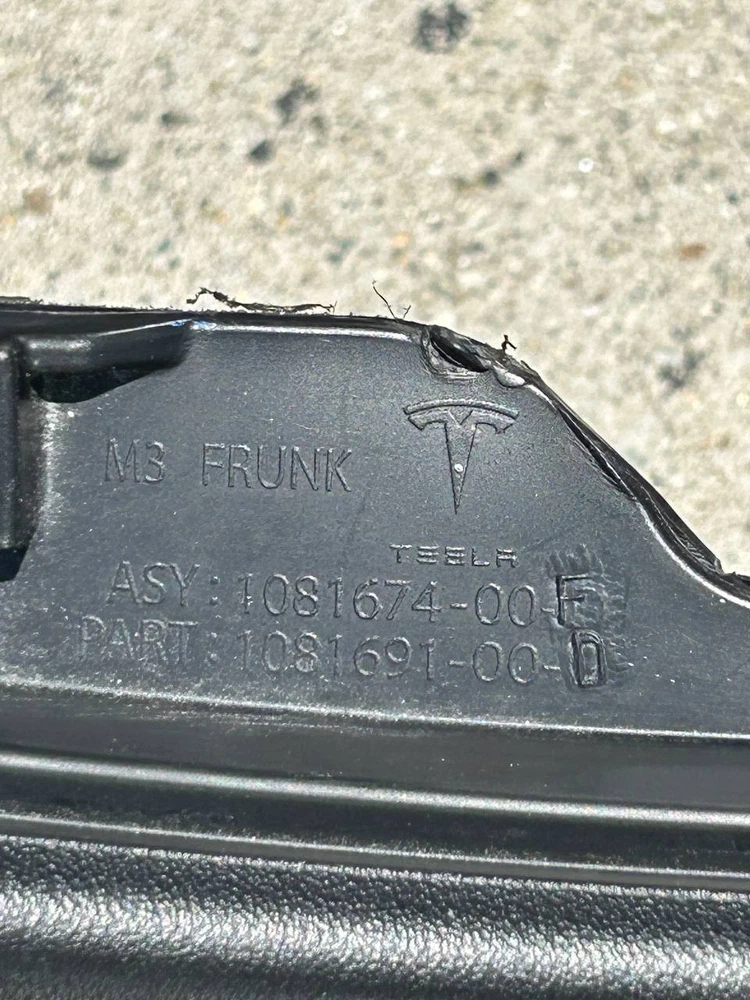 M3 FRUNK
TESLA
ASY: 1081674-00-F
PART: 1081691-00-D